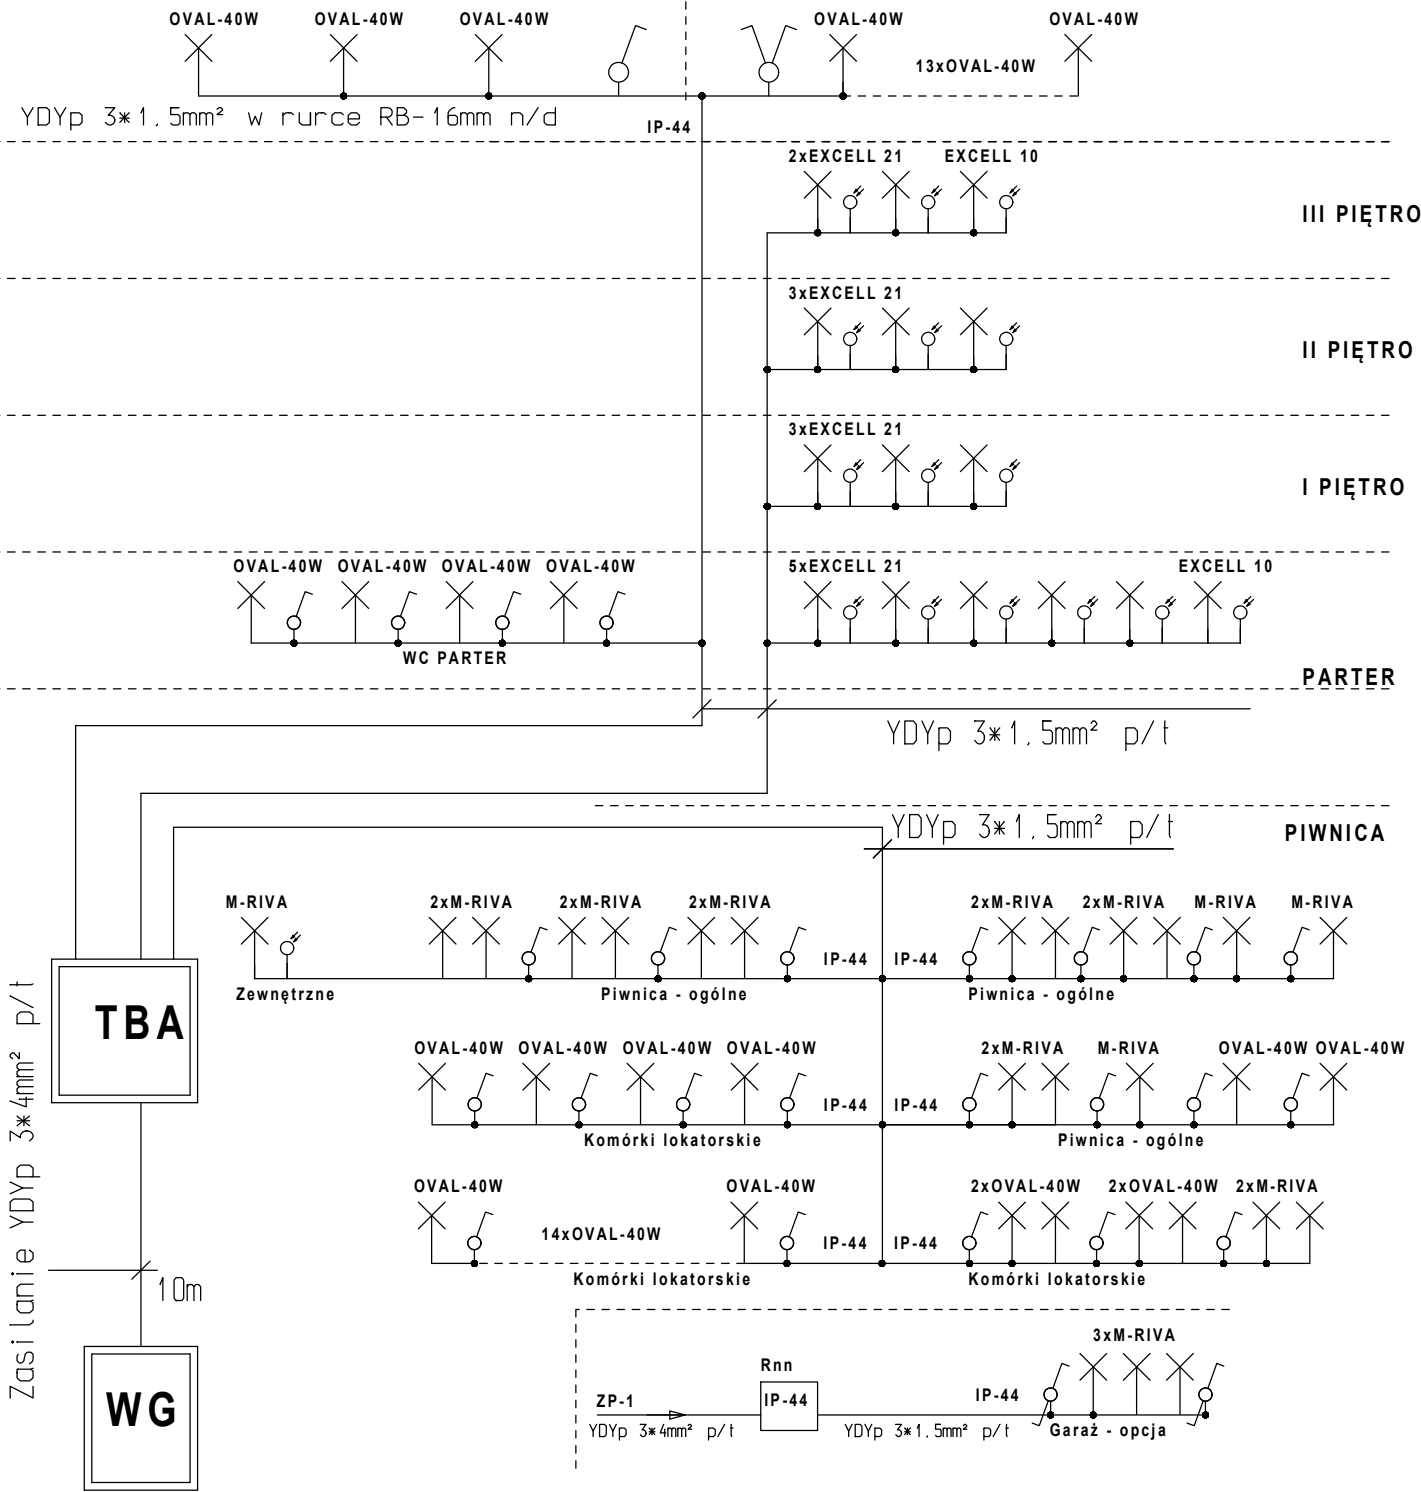 OVAL-40W OVAL-40W OVAL-40W OVAL-40W OVAL-40W
13xOVAL-40W
YDYp 3*1,5mm² w rurce RB-16mm n/d
IP-44
2xEXCELL 21 EXCELL 10
III PIĘTRO
3xEXCELL 21
II PIĘTRO
3xEXCELL 21
I PIĘTRO
OVAL-40W OVAL-40W OVAL-40W OVAL-40W 5xEXCELL 21 EXCELL 10
WC PARTER
PARTER
YDYp 3*1,5mm² p/t
YDYp 3*1,5mm² p/t
PIWNICA
M-RIVA 2xM-RIVA 2xM-RIVA 2xM-RIVA 2xM-RIVA 2xM-RIVA M-RIVA M-RIVA
IP-44 IP-44
Zewnętrzne Piwnica - ogólne Piwnica - ogólne
TBA
OVAL-40W OVAL-40W OVAL-40W OVAL-40W 2xM-RIVA M-RIVA OVAL-40W OVAL-40W
IP-44 IP-44
Komórki lokatorskie Piwnica - ogólne
OVAL-40W OVAL-40W 2xOVAL-40W 2xOVAL-40W 2xM-RIVA
14xOVAL-40W IP-44 IP-44
Komórki lokatorskie Komórki lokatorskie
Zasilanie YDYp 3*4mm² p/t
10m
WG
3xM-RIVA
Rnn
ZP-1 IP-44 IP-44
YDYp 3*4mm² p/t YDYp 3*1,5mm² p/t Garaż - opcja